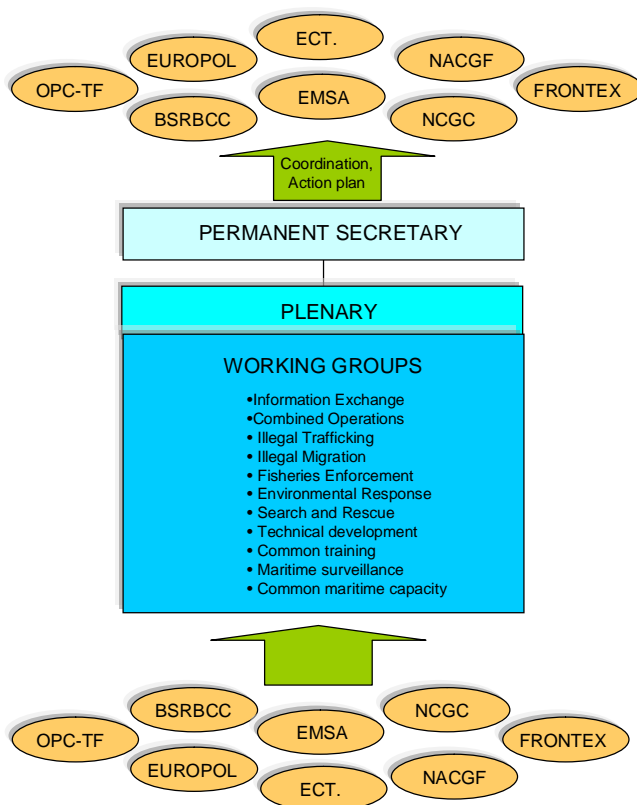 ECT.
EUROPOL
NACGF
OPC-TF
FRONTEX
EMSA
BSRBCC
NCGC
Coordination,
Action plan
PERMANENT SECRETARY
PLENARY
WORKING GROUPS
•Information Exchange
•Combined Operations
• Illegal Trafficking
• Illegal Migration
• Fisheries Enforcement
• Environmental Response
• Search and Rescue
• Technical development
• Common training
• Maritime surveillance
• Common maritime capacity
BSRBCC
NCGC
EMSA
OPC-TF
FRONTEX
EUROPOL
NACGF
ECT.